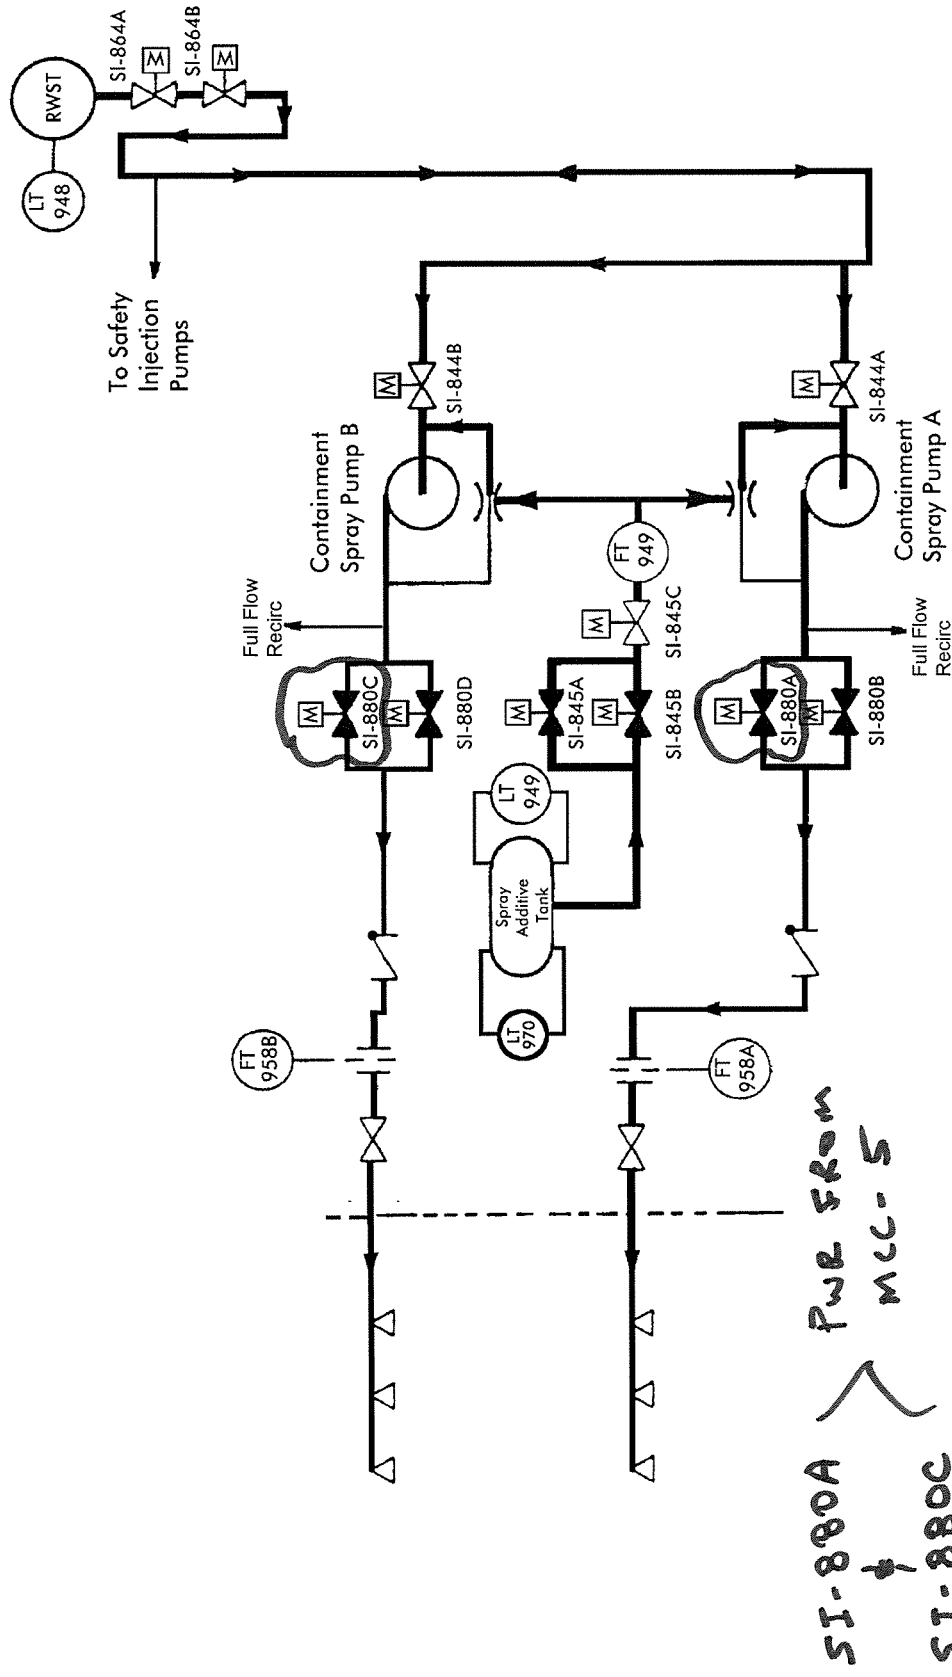 RWST
LT
948
SI-864A
M
SI-864B
M
To Safety
Injection
Pumps
M
SI-844B
M
SI-844A
Containment
Spray Pump B
Containment
Spray Pump A
Full Flow
Recirc
Full Flow
Recirc
FT
949
M
SI-845C
M
SI-880C
M
SI-880D
M
SI-845A
M
SI-845B
M
SI-880A
M
SI-880B
LT
949
Spray
Additive
Tank
LT
970
FT
958B
FT
958A
SI-880A
&
SI-880C
PWR FROM
MCC-5